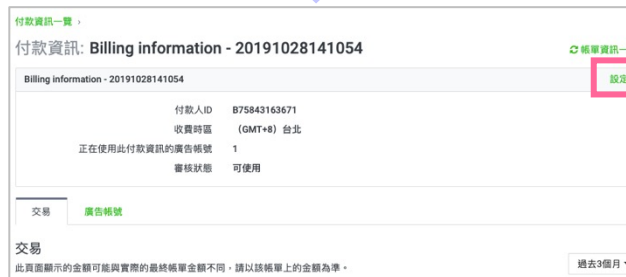 付款資訊一覽 ›
付款資訊: Billing information - 20191028141054
帳單資訊一
Billing information - 20191028141054
設定
付款人ID B75843163671
收費時區 （GMT+8）台北
正在使用此付款資訊的廣告帳號 1
審核狀態 可使用
交易 廣告帳號
交易
此頁面顯示的金額可能與實際的最終帳單金額不同，請以該帳單上的金額為準。
過去3個月